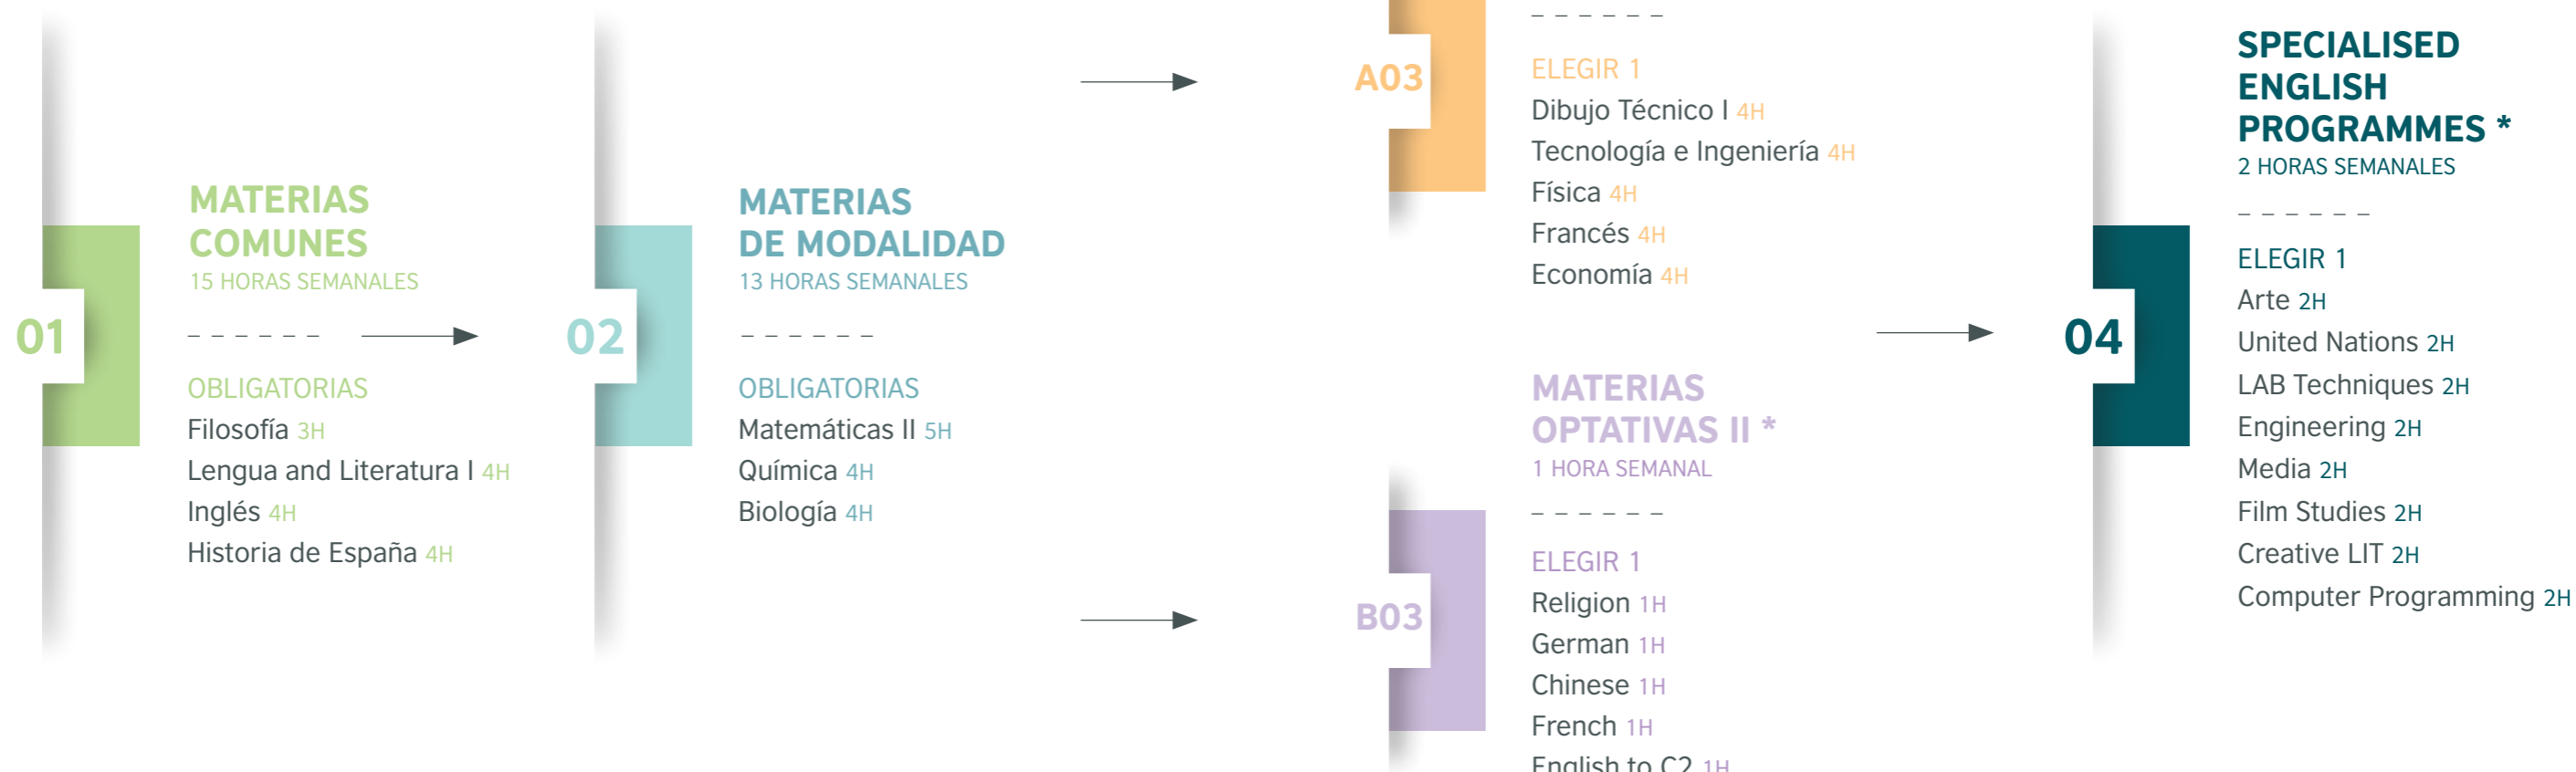 01
MATERIAS
COMUNES
15 HORAS SEMANALES
OBLIGATORIAS
Filosofía 3H
Lengua and Literatura I 4H
Inglés 4H
Historia de España 4H
02
MATERIAS
DE MODALIDAD
13 HORAS SEMANALES
OBLIGATORIAS
Matemáticas II 5H
Química 4H
Biología 4H
A03
ELEGIR 1
Dibujo Técnico I 4H
Tecnología e Ingeniería 4H
Física 4H
Francés 4H
Economía 4H
B03
MATERIAS
OPTATIVAS II *
1 HORA SEMANAL
ELEGIR 1
Religion 1H
German 1H
Chinese 1H
French 1H
English to C2 1H
04
SPECIALISED
ENGLISH
PROGRAMMES *
2 HORAS SEMANALES
ELEGIR 1
Arte 2H
United Nations 2H
LAB Techniques 2H
Engineering 2H
Media 2H
Film Studies 2H
Creative LIT 2H
Computer Programming 2H